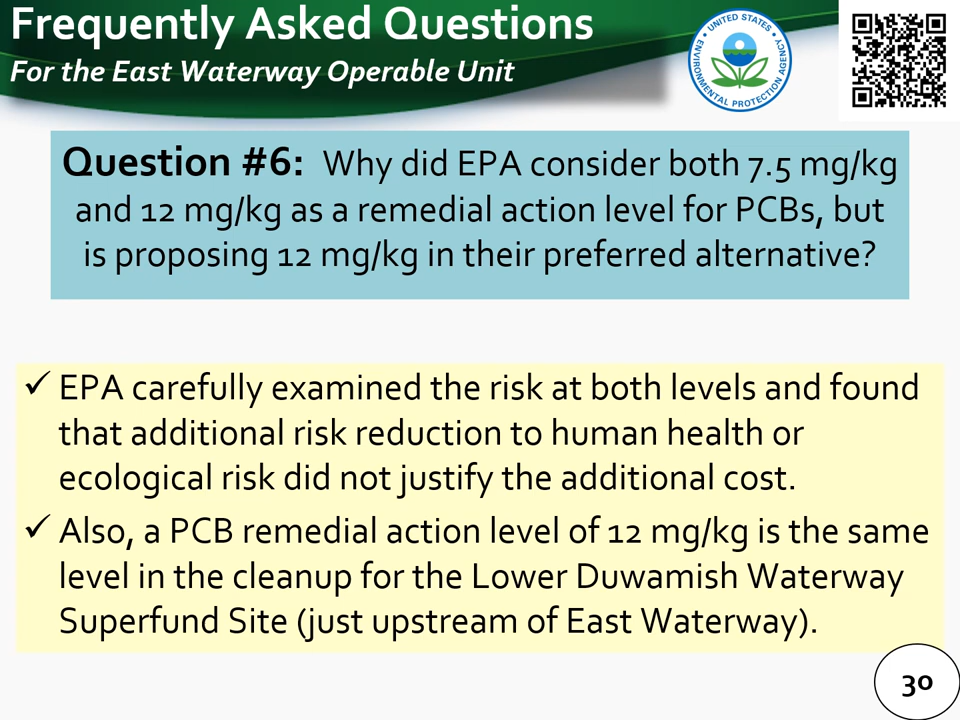 Frequently Asked Questions
For the East Waterway Operable Unit
UNITED STATES
ENVIRONMENTAL PROTECTION AGENCY
Question #6: Why did EPA consider both 7.5 mg/kg
and 12 mg/kg as a remedial action level for PCBs, but
is proposing 12 mg/kg in their preferred alternative?
✓ EPA carefully examined the risk at both levels and found
that additional risk reduction to human health or
ecological risk did not justify the additional cost.
✓ Also, a PCB remedial action level of 12 mg/kg is the same
level in the cleanup for the Lower Duwamish Waterway
Superfund Site (just upstream of East Waterway).
30